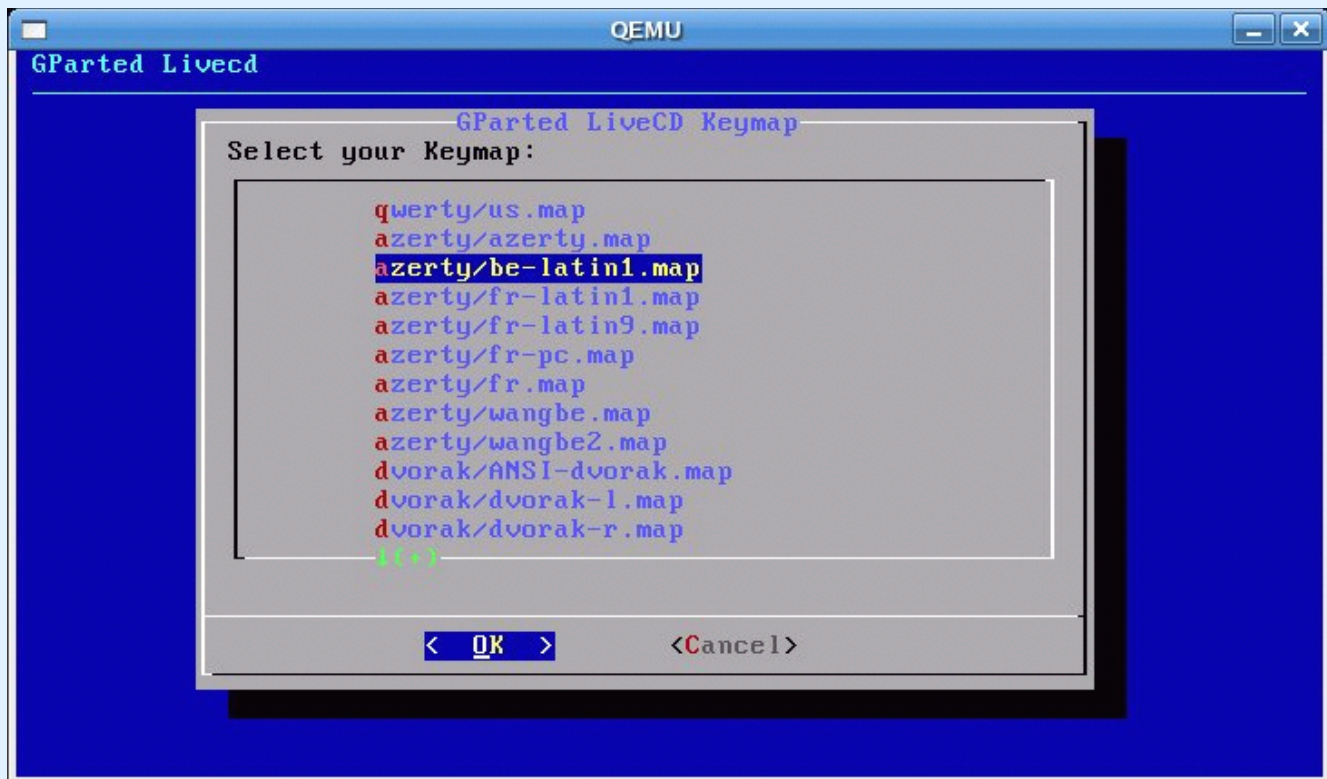 QEMU
GParted Livecd
GParted LiveCD Keymap
Select your Keymap:
qwerty/us.map
azerty/azerty.map
azerty/be-latin1.map
azerty/fr-latin1.map
azerty/fr-latin9.map
azerty/fr-pc.map
azerty/fr.map
azerty/wangbe.map
azerty/wangbe2.map
dvorak/ANSI-dvorak.map
dvorak/dvorak-l.map
dvorak/dvorak-r.map
↓(+)
< OK > <Cancel>